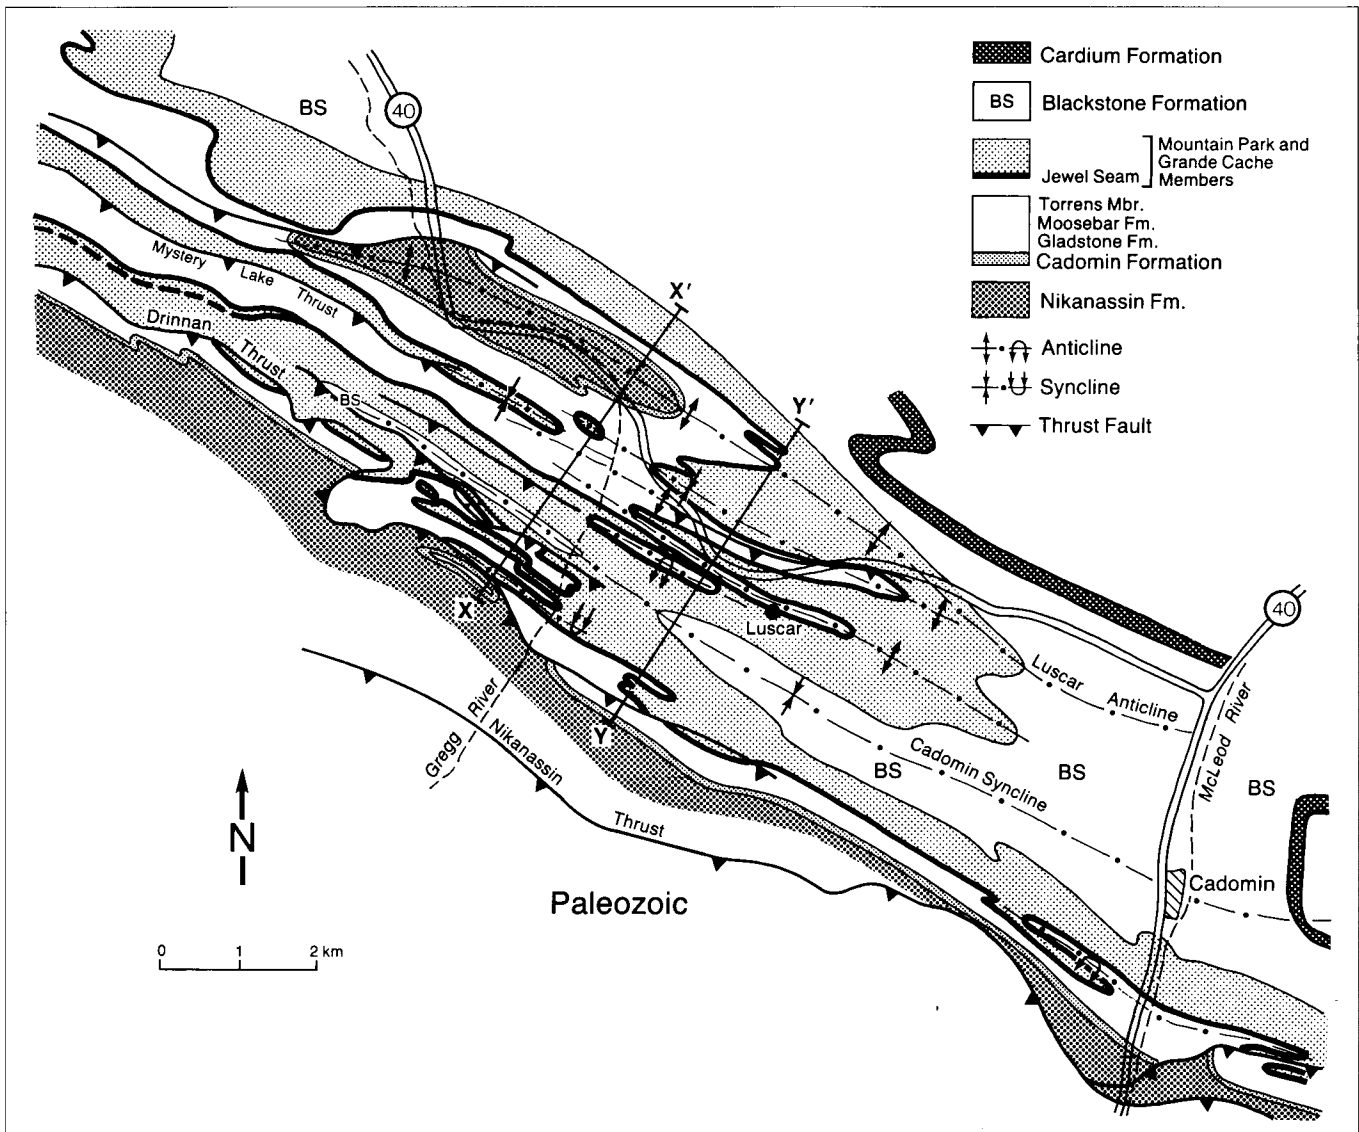 Cardium Formation
BS
Blackstone Formation
Jewel Seam
Mountain Park and
Grande Cache
Members
Torrens Mbr.
Moosebar Fm.
Gladstone Fm.
Cadomin Formation
Nikanassin Fm.
Anticline
Syncline
Thrust Fault
BS
40
Mystery Lake Thrust
Drinnan Thrust
BS
X'
Y'
X
Y
Luscar
40
Luscar Anticline
McLeod River
Cadomin Syncline
BS
BS
BS
Gregg River
Nikanassin Thrust
Cadomin
N
Paleozoic
0 1 2 km